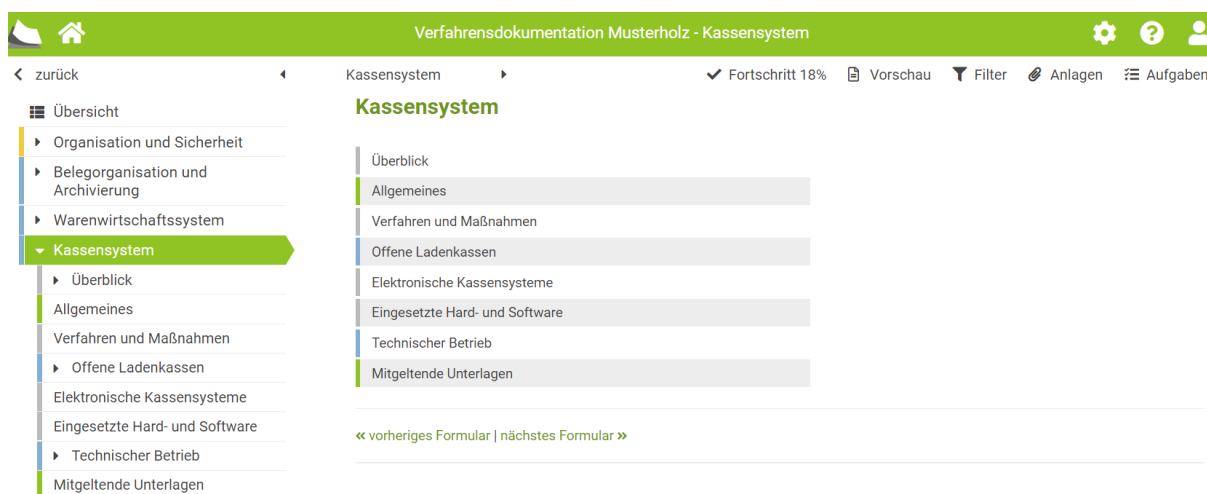 Verfahrensdokumentation Musterholz - Kassensystem
zurück
Kassensystem
Fortschritt 18%
Vorschau
Filter
Anlagen
Aufgaben
Übersicht
Organisation und Sicherheit
Belegorganisation und
Archivierung
Warenwirtschaftssystem
Kassensystem
Überblick
Allgemeines
Verfahren und Maßnahmen
Offene Ladenkassen
Elektronische Kassensysteme
Eingesetzte Hard- und Software
Technischer Betrieb
Mitgeltende Unterlagen
Kassensystem
Überblick
Allgemeines
Verfahren und Maßnahmen
Offene Ladenkassen
Elektronische Kassensysteme
Eingesetzte Hard- und Software
Technischer Betrieb
Mitgeltende Unterlagen
« vorheriges Formular | nächstes Formular »